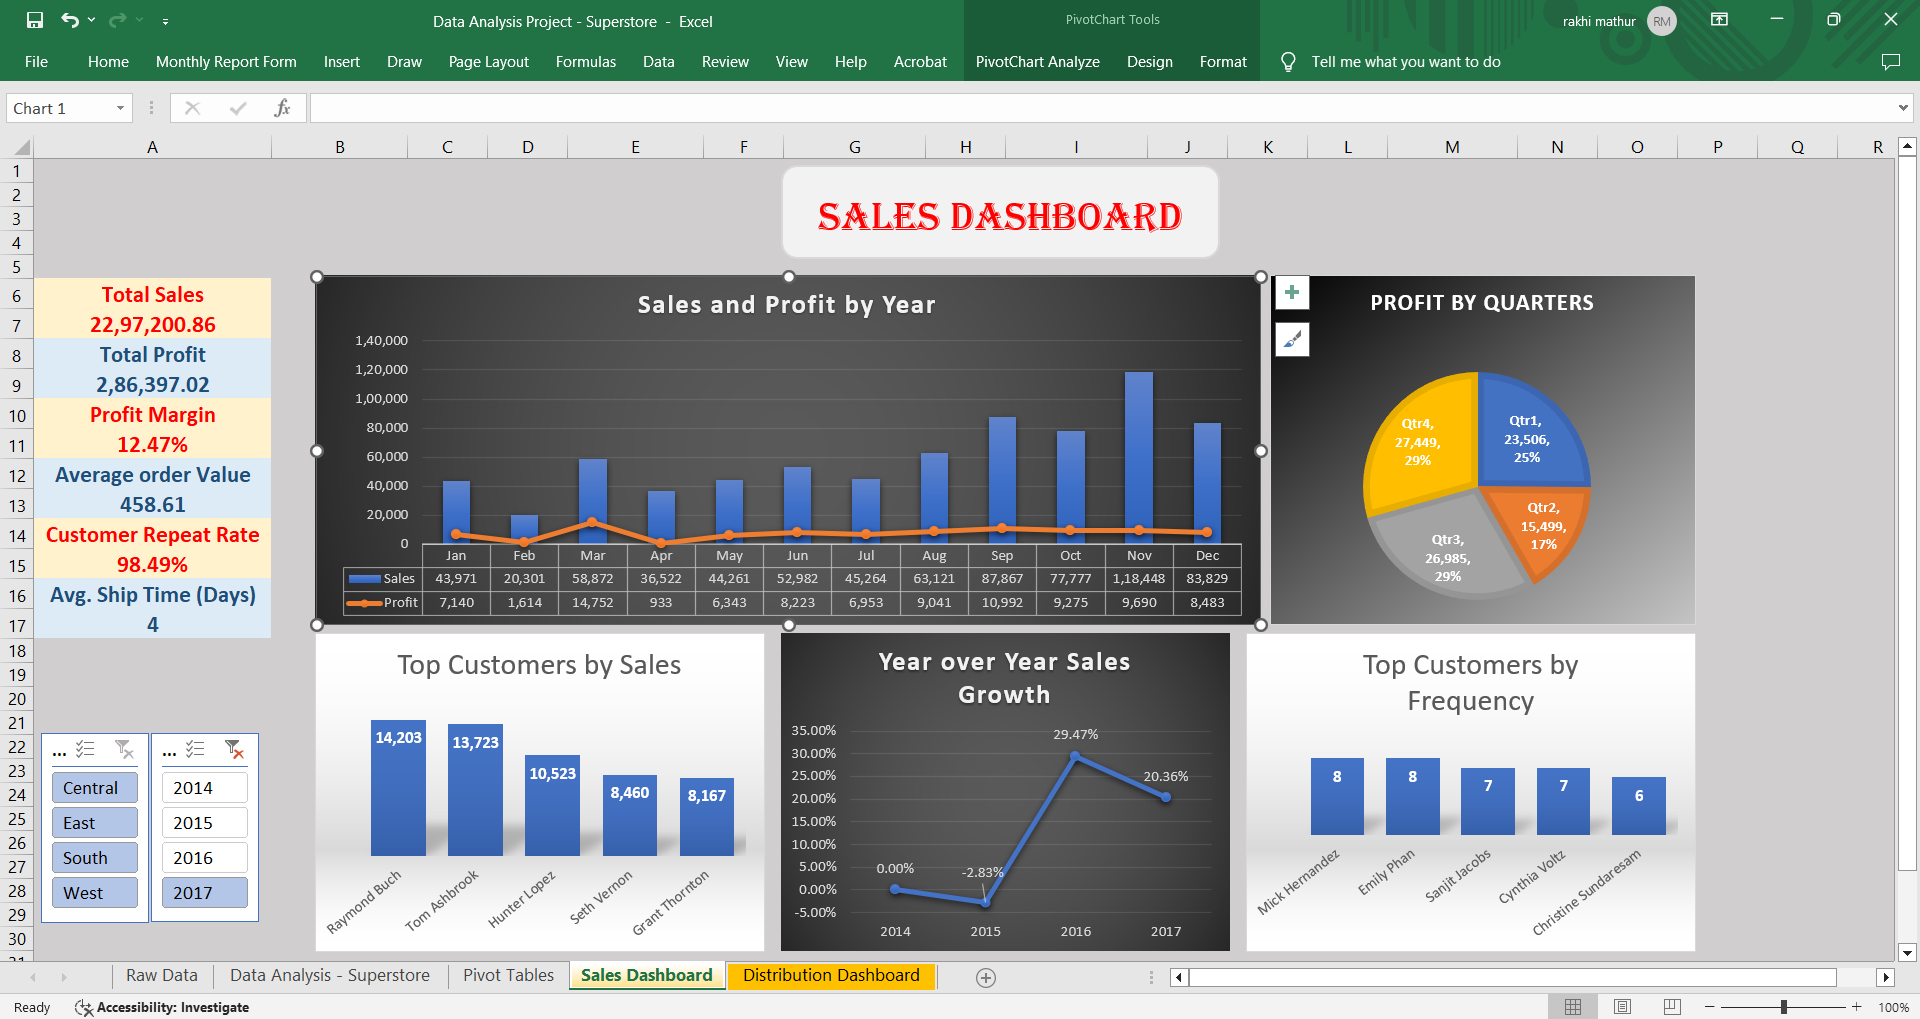 Data Analysis Project - Superstore - Excel
PivotChart Tools
rakhi mathur RM
File Home Monthly Report Form Insert Draw Page Layout Formulas Data Review View Help Acrobat PivotChart Analyze Design Format Tell me what you want to do
Chart 1 fx
A B C D E F G H I J K L M N O P Q R
1
2
3
4
5
6
7
8
9
10
11
12
13
14
15
16
17
18
19
20
21
22
23
24
25
26
27
28
29
30
31
SALES DASHBOARD
Total Sales
22,97,200.86
Total Profit
2,86,397.02
Profit Margin
12.47%
Average order Value
458.61
Customer Repeat Rate
98.49%
Avg. Ship Time (Days)
4
Sales and Profit by Year
1,40,000
1,20,000
1,00,000
80,000
60,000
40,000
20,000
0
Jan Feb Mar Apr May Jun Jul Aug Sep Oct Nov Dec
Sales 43,971 20,301 58,872 36,522 44,261 52,982 45,264 63,121 87,867 77,777 1,18,448 83,829
Profit 7,140 1,614 14,752 933 6,343 8,223 6,953 9,041 10,992 9,275 9,690 8,483
PROFIT BY QUARTERS
Qtr4,
27,449,
29%
Qtr1,
23,506,
25%
Qtr2,
15,499,
17%
Qtr3,
26,985,
29%
...
Central
East
South
West
...
2014
2015
2016
2017
Top Customers by Sales
14,203
13,723
10,523
8,460
8,167
Raymond Buch
Tom Ashbrook
Hunter Lopez
Seth Vernon
Grant Thornton
Year over Year Sales
Growth
35.00%
30.00%
25.00%
20.00%
15.00%
10.00%
5.00%
0.00%
-5.00%
0.00%
-2.83%
29.47%
20.36%
2014 2015 2016 2017
Top Customers by
Frequency
8
8
7
7
6
Mick Hernandez
Emily Phan
Sanjit Jacobs
Cynthia Voltz
Christine Sundaresam
Raw Data Data Analysis - Superstore Pivot Tables Sales Dashboard Distribution Dashboard
Ready Accessibility: Investigate 100%